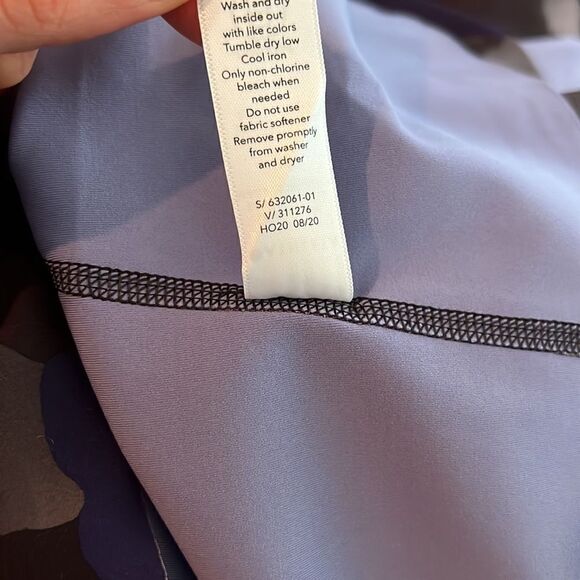 Wash and dry
inside out
with like colors
Tumble dry low
Cool iron
Only non-chlorine
bleach when
needed
Do not use
fabric softener
Remove promptly
from washer
and dryer
S/ 632061-01
V/ 311276
HO20 08/20